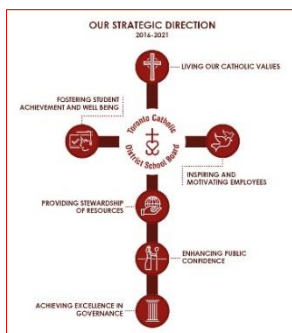 OUR STRATEGIC DIRECTION
2016-2021
LIVING OUR CATHOLIC VALUES
FOSTERING STUDENT
ACHIEVEMENT AND WELL BEING
Toronto Catholic
District School Board
INSPIRING AND
MOTIVATING EMPLOYEES
PROVIDING STEWARDSHIP
OF RESOURCES
ENHANCING PUBLIC
CONFIDENCE
ACHIEVING EXCELLENCE IN
GOVERNANCE